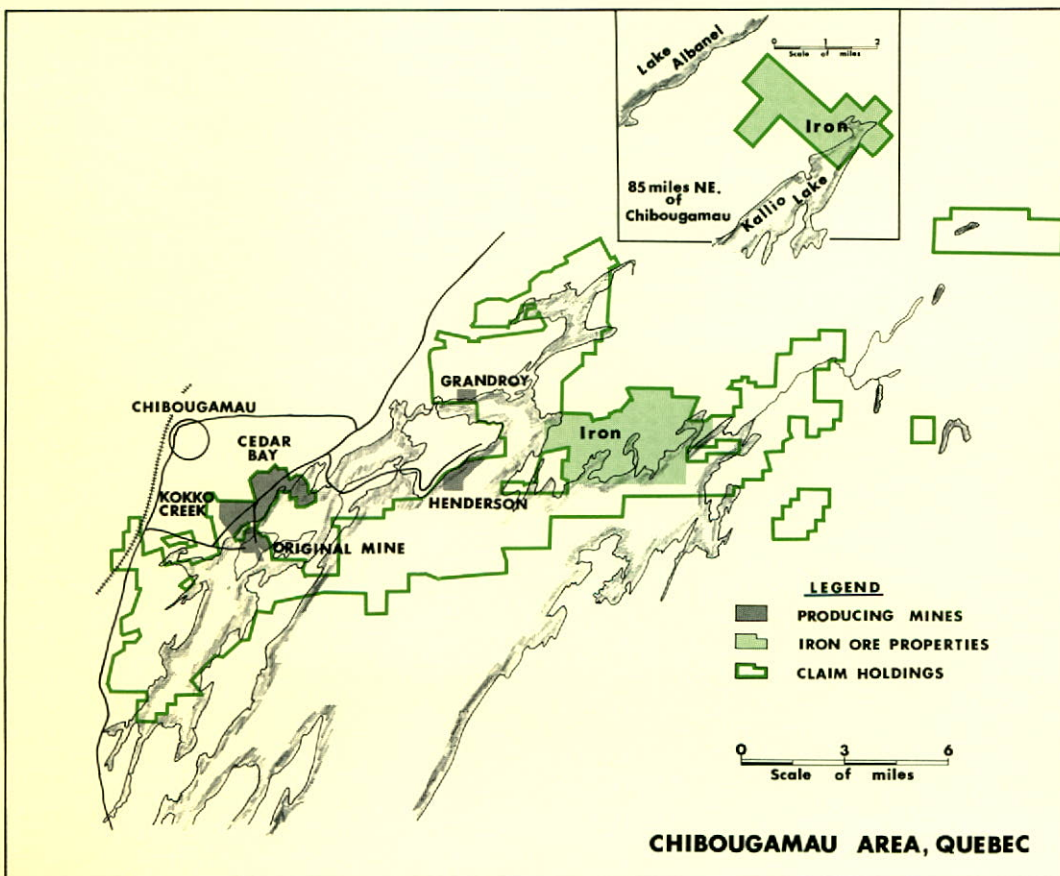 Lake
Albanel
0 1 2
Scale of miles
Iron
85 miles NE.
of
Chibougamau
Kallio Lake
GRANDROY
CHIBOUGAMAU
CEDAR
BAY
Iron
KOKKO
CREEK
HENDERSON
ORIGINAL MINE
LEGEND
PRODUCING MINES
IRON ORE PROPERTIES
CLAIM HOLDINGS
0 3 6
Scale of miles
CHIBOUGAMAU AREA, QUEBEC